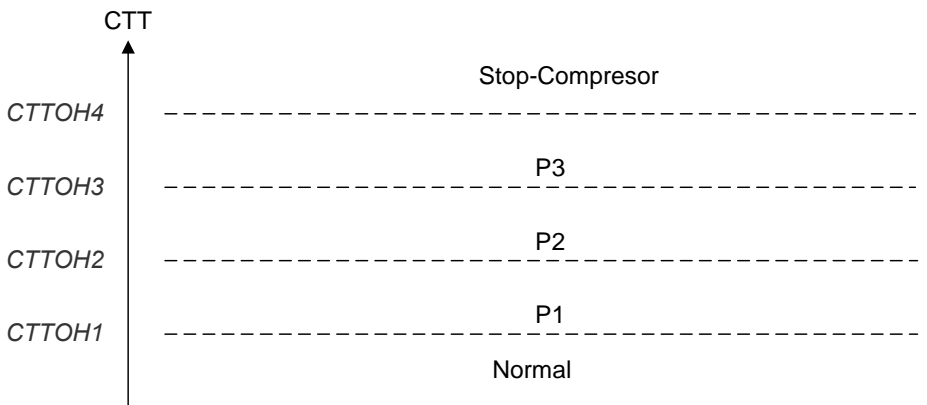 CTT
Stop-Compresor
CTTOH4
P3
CTTOH3
P2
CTTOH2
P1
CTTOH1
Normal